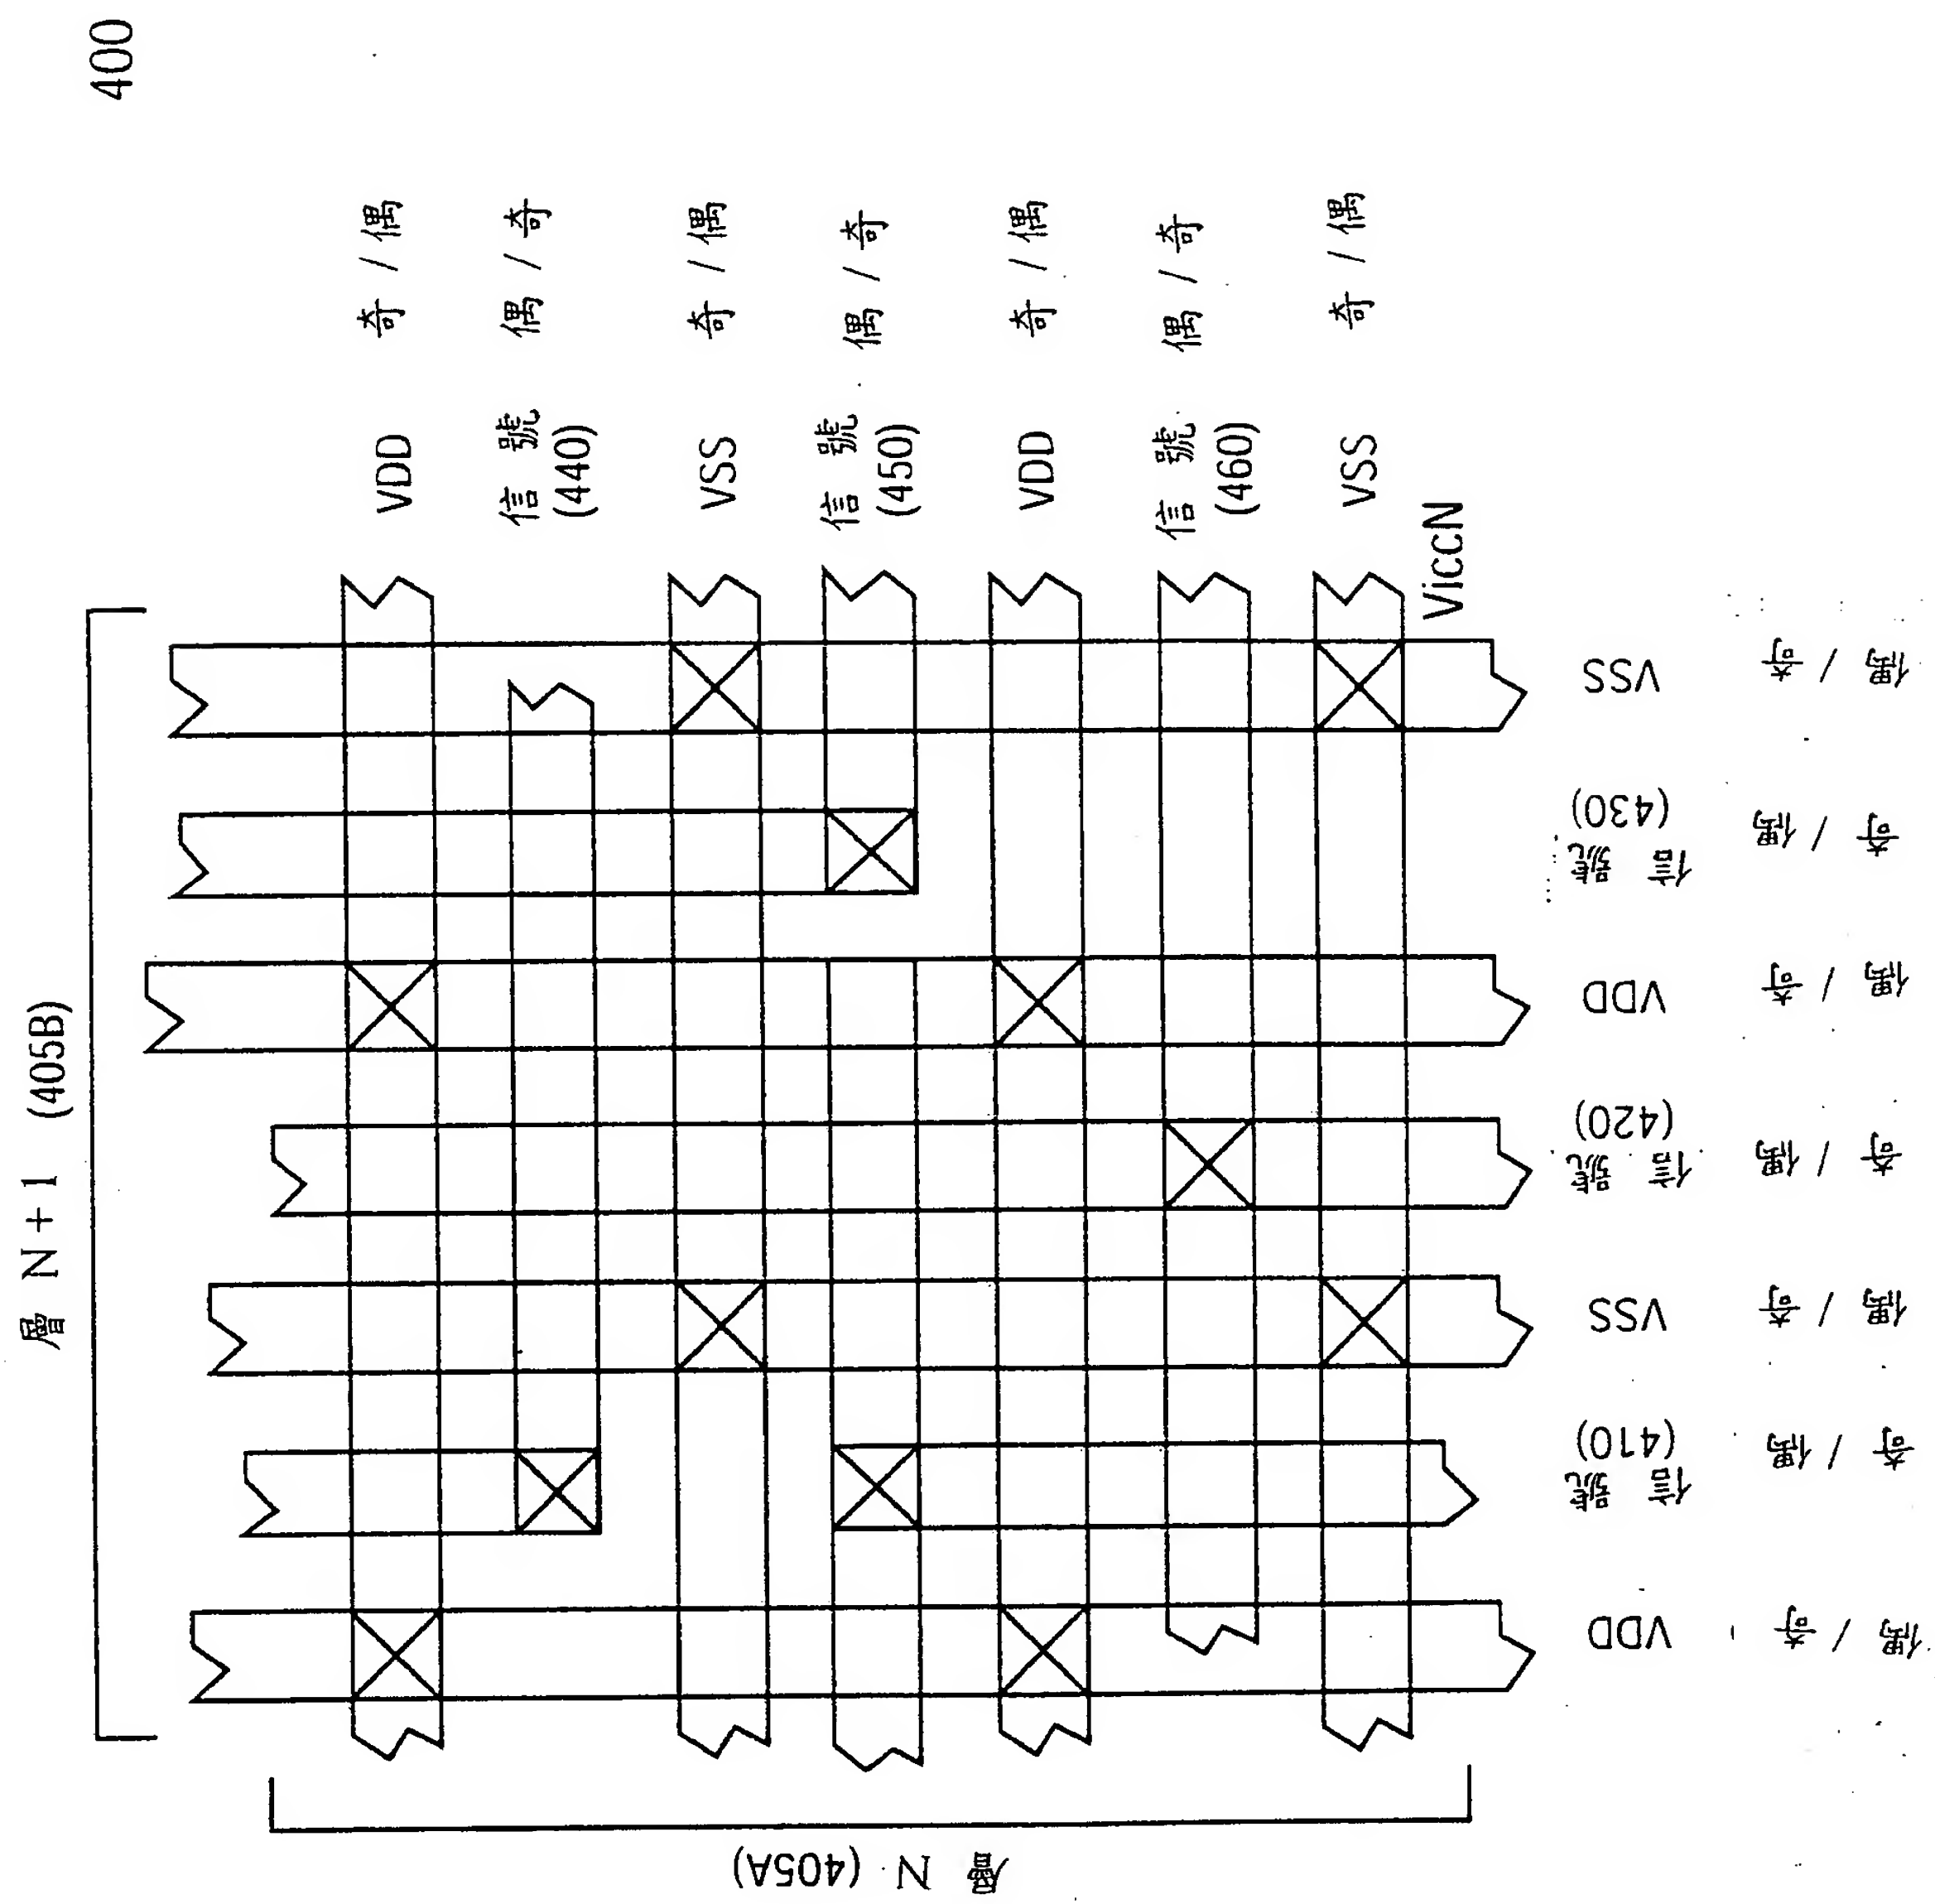 400
層 N + 1 (405B)
奇 / 偶
偶 / 奇
奇 / 偶
偶 / 奇
奇 / 偶
偶 / 奇
奇 / 偶
VDD
信號
(440)
VSS
信號
(450)
VDD
信號
(460)
VSS
ViccN
VSS
偶 / 奇
信號
(430)
奇 / 偶
VDD
偶 / 奇
信號
(420)
奇 / 偶
VSS
偶 / 奇
信號
(410)
奇 / 偶
VDD
偶 / 奇
層 N (405A)